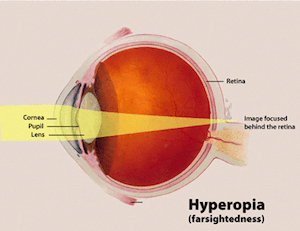 Retina
Cornea
Pupil
Lens
Image focused
behind the retina
Hyperopia
(farsightedness)